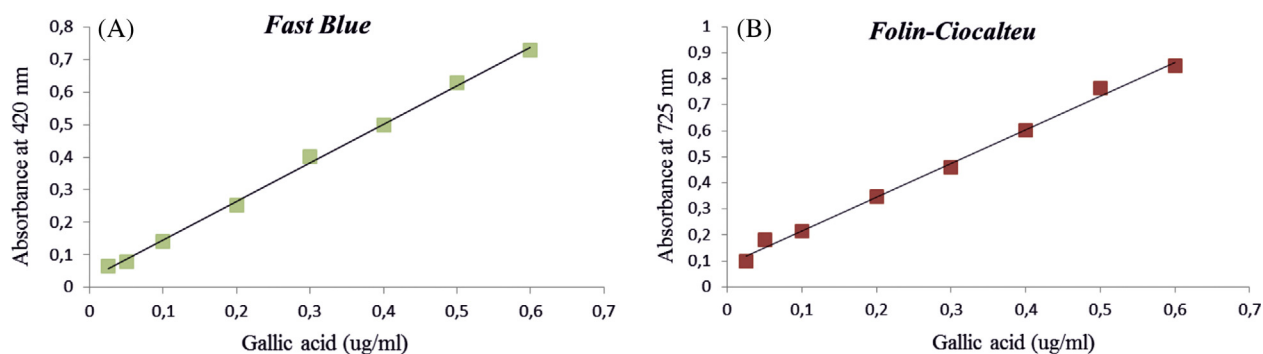 (A)
Fast Blue
Absorbance at 420 nm
0,8
0,7
0,6
0,5
0,4
0,3
0,2
0,1
0
0 0,1 0,2 0,3 0,4 0,5 0,6 0,7
Gallic acid (ug/ml)
(B)
Folin-Ciocalteu
Absorbance at 725 nm
1
0,9
0,8
0,7
0,6
0,5
0,4
0,3
0,2
0,1
0
0 0,1 0,2 0,3 0,4 0,5 0,6 0,7
Gallic acid (ug/ml)